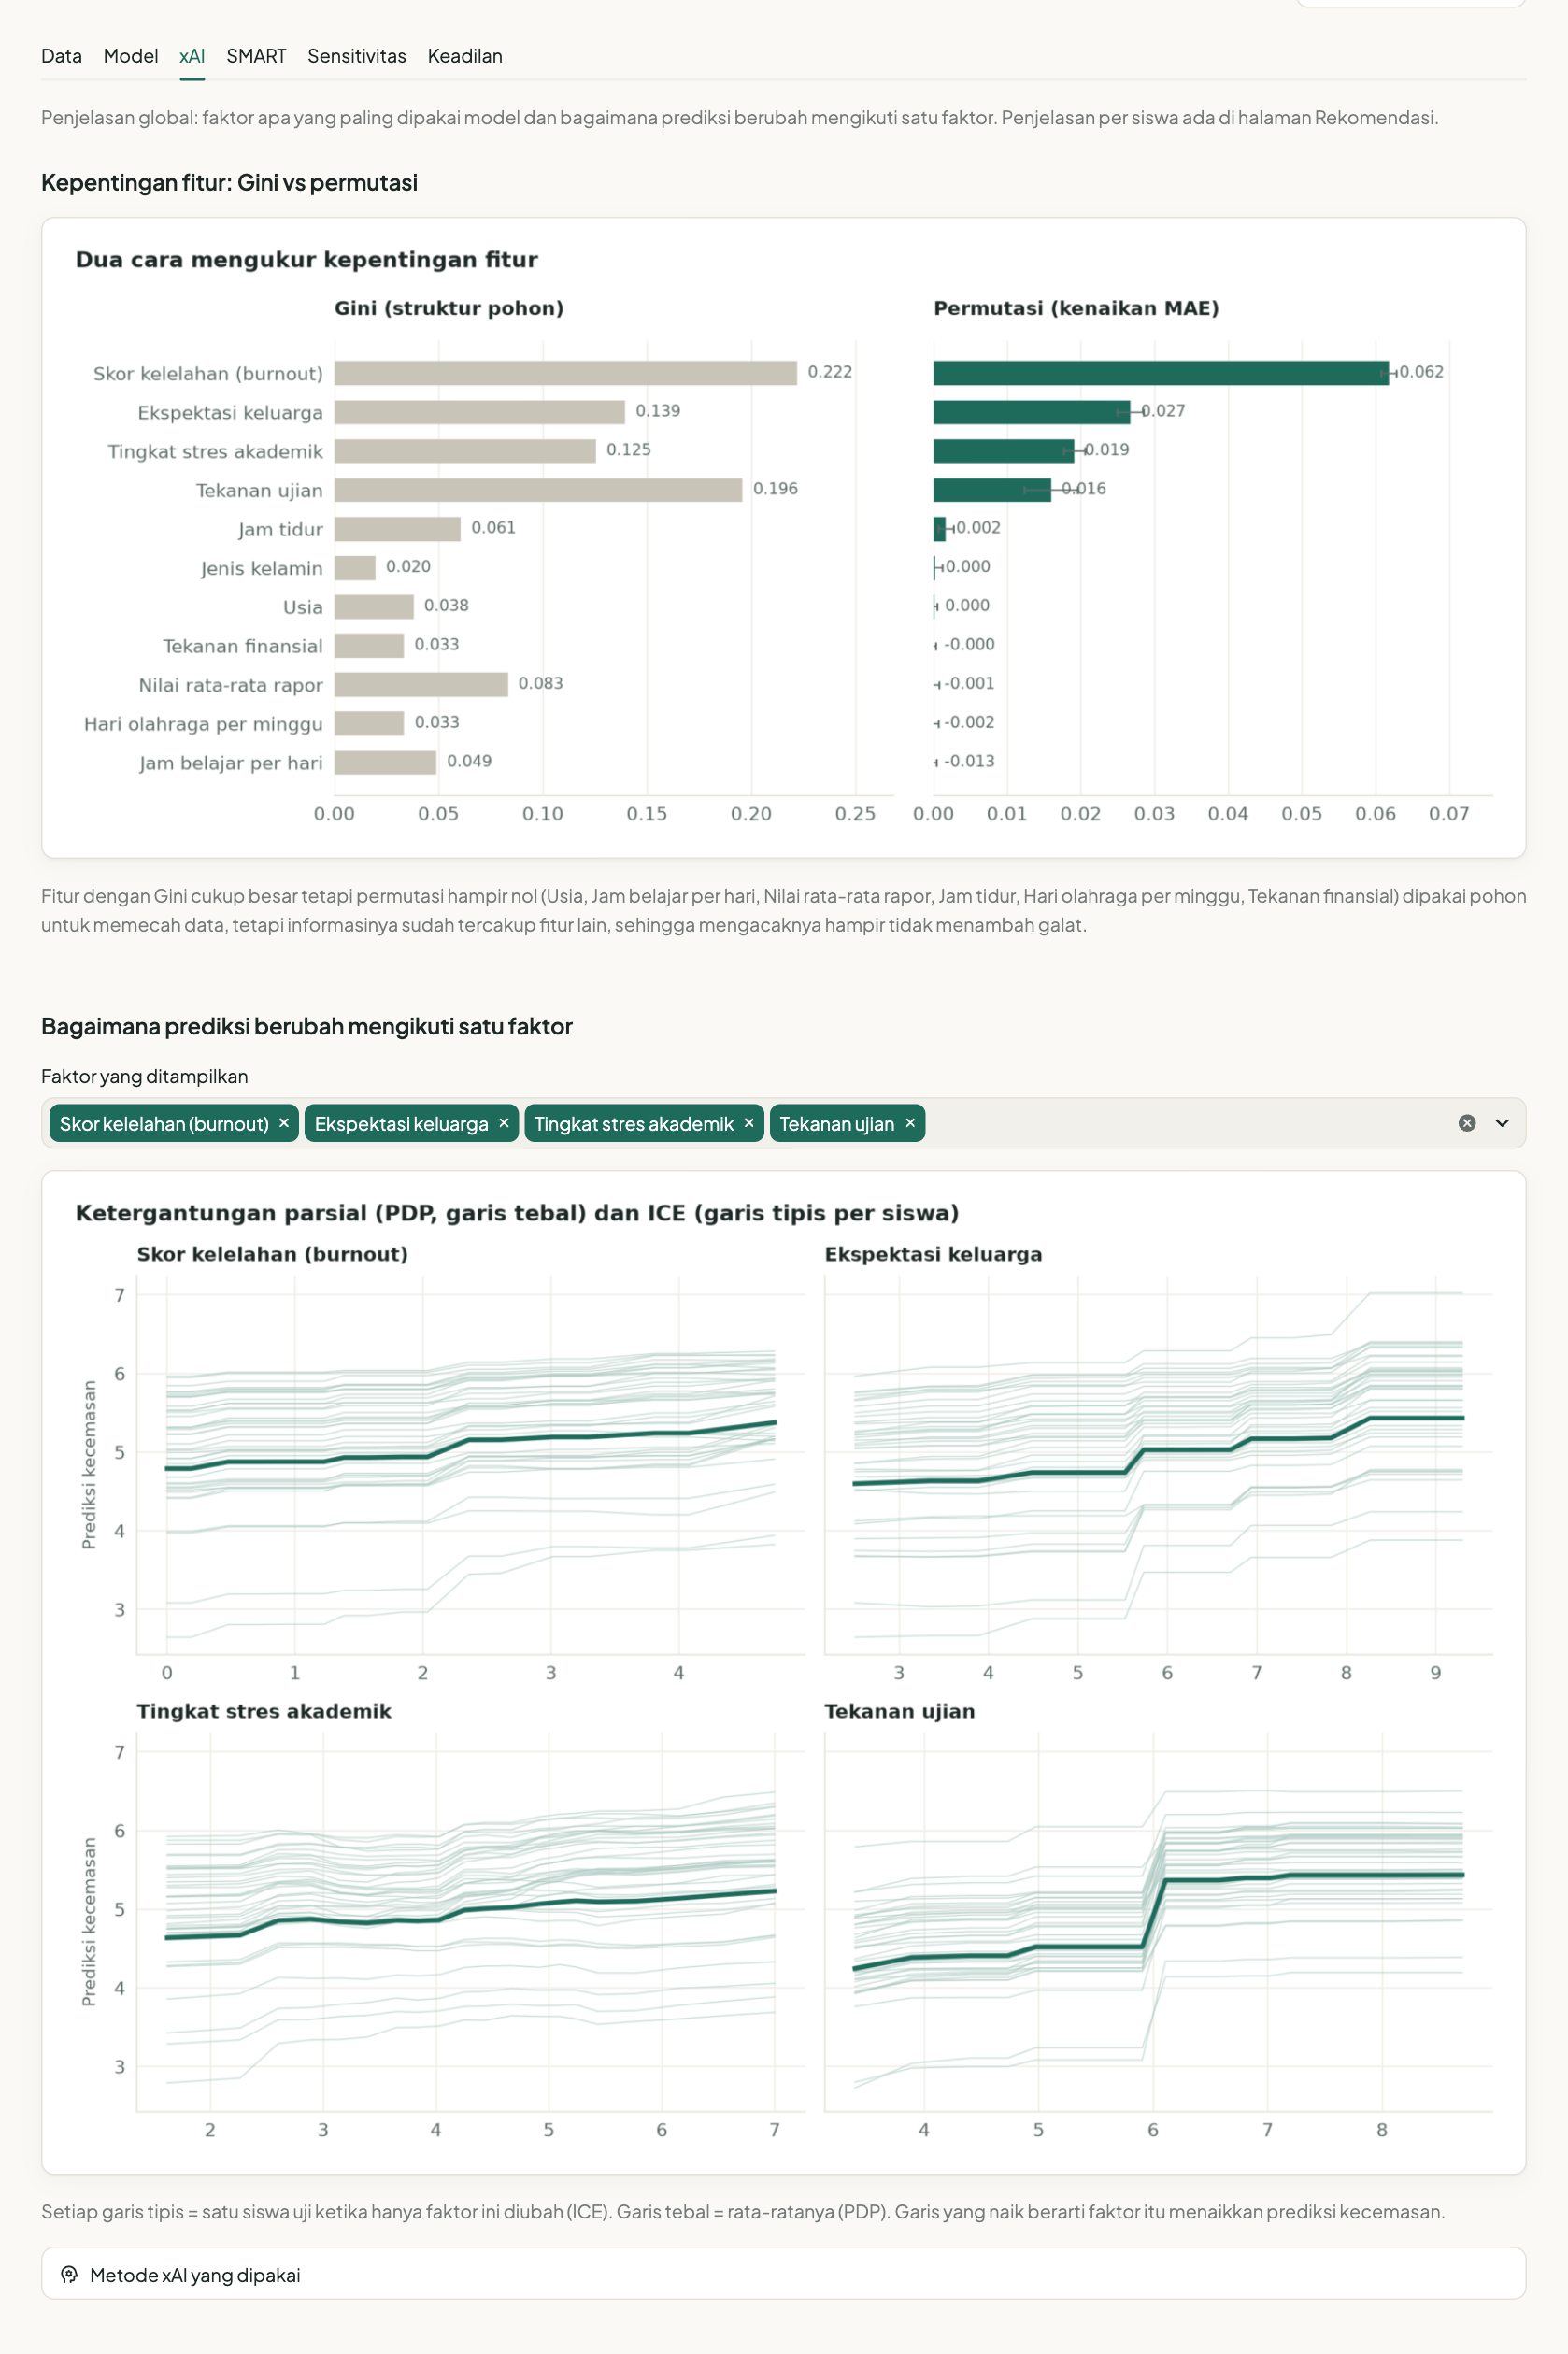 Data Model xAI SMART Sensitivitas Keadilan
Penjelasan global: faktor apa yang paling dipakai model dan bagaimana prediksi berubah mengikuti satu faktor. Penjelasan per siswa ada di halaman Rekomendasi.
Kepentingan fitur: Gini vs permutasi
Dua cara mengukur kepentingan fitur
Gini (struktur pohon) Permutasi (kenaikan MAE)
Skor kelelahan (burnout) 0.222 0.062
Ekspektasi keluarga 0.139 0.027
Tingkat stres akademik 0.125 0.019
Tekanan ujian 0.196 0.016
Jam tidur 0.061 0.002
Jenis kelamin 0.020 0.000
Usia 0.038 0.000
Tekanan finansial 0.033 -0.000
Nilai rata-rata rapor 0.083 -0.001
Hari olahraga per minggu 0.033 -0.002
Jam belajar per hari 0.049 -0.013
0.00 0.05 0.10 0.15 0.20 0.25 0.00 0.01 0.02 0.03 0.04 0.05 0.06 0.07
Fitur dengan Gini cukup besar tetapi permutasi hampir nol (Usia, Jam belajar per hari, Nilai rata-rata rapor, Jam tidur, Hari olahraga per minggu, Tekanan finansial) dipakai pohon
untuk memecah data, tetapi informasinya sudah tercakup fitur lain, sehingga mengacaknya hampir tidak menambah galat.
Bagaimana prediksi berubah mengikuti satu faktor
Faktor yang ditampilkan
Skor kelelahan (burnout) × Ekspektasi keluarga × Tingkat stres akademik × Tekanan ujian ×
Ketergantungan parsial (PDP, garis tebal) dan ICE (garis tipis per siswa)
Skor kelelahan (burnout) Ekspektasi keluarga
Prediksi kecemasan
7
6
5
4
3
0 1 2 3 4 3 4 5 6 7 8 9
Tingkat stres akademik Tekanan ujian
Prediksi kecemasan
7
6
5
4
3
2 3 4 5 6 7 4 5 6 7 8
Setiap garis tipis = satu siswa uji ketika hanya faktor ini diubah (ICE). Garis tebal = rata-ratanya (PDP). Garis yang naik berarti faktor itu menaikkan prediksi kecemasan.
Metode xAI yang dipakai